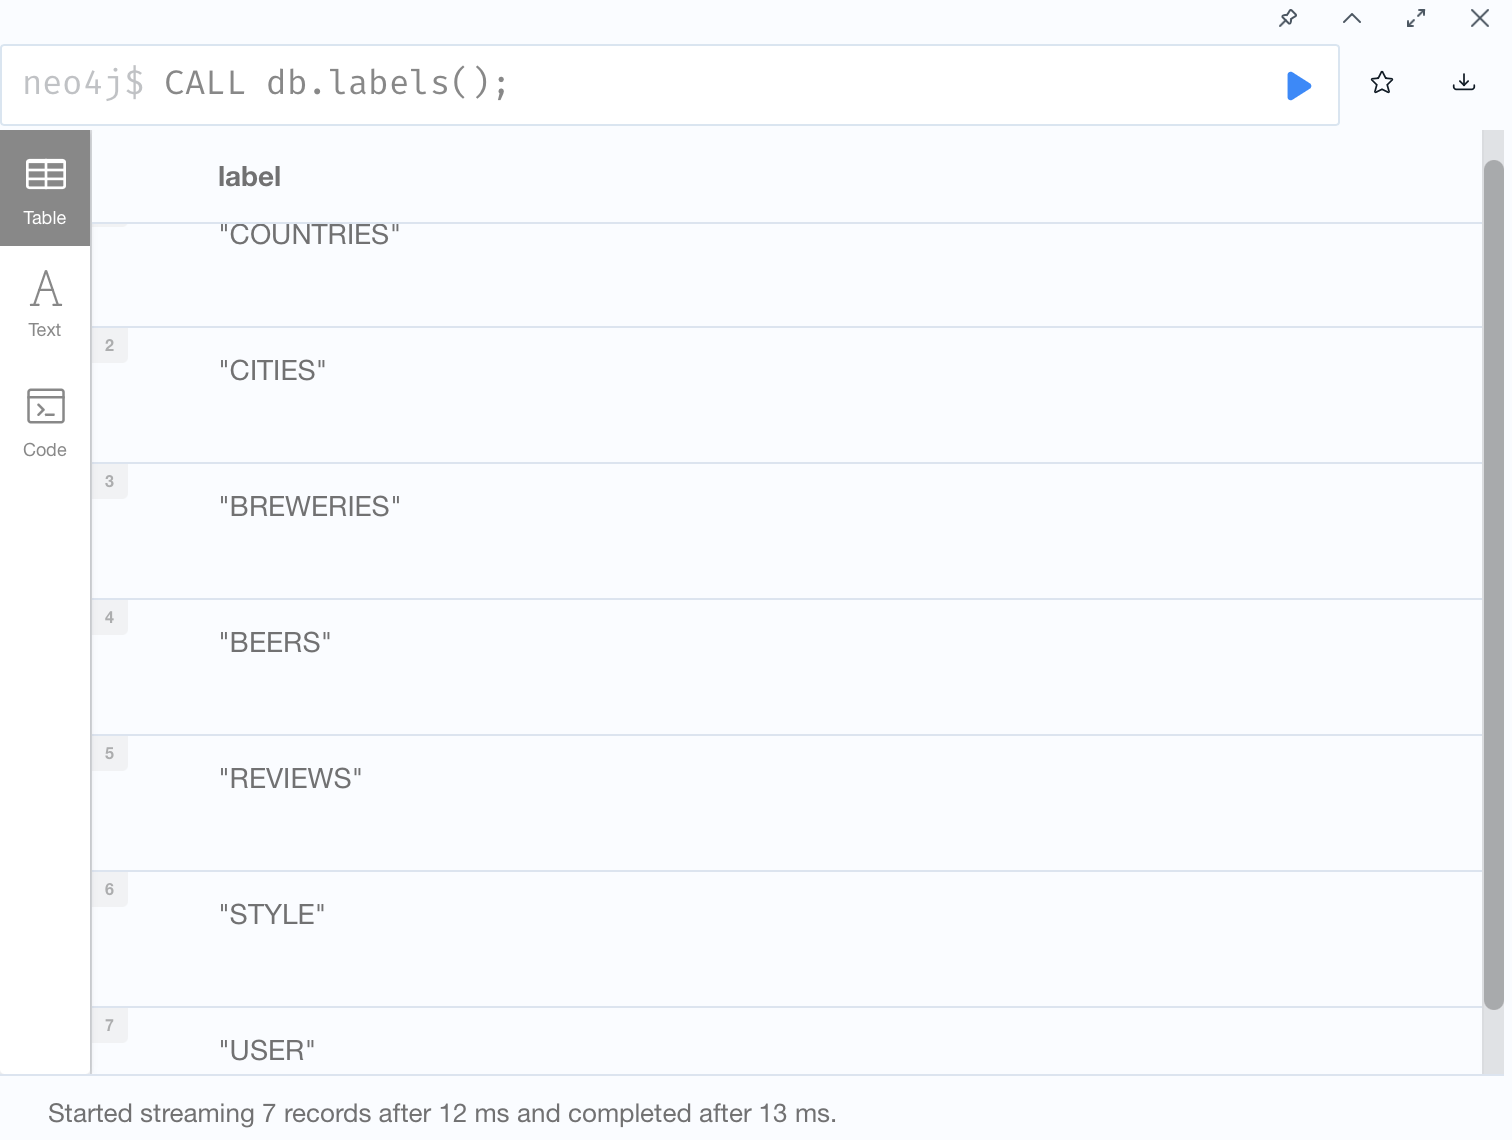 neo4j$ CALL db.labels();
Table
Text
Code
label
"COUNTRIES"
2
"CITIES"
3
"BREWERIES"
4
"BEERS"
5
"REVIEWS"
6
"STYLE"
7
"USER"
Started streaming 7 records after 12 ms and completed after 13 ms.